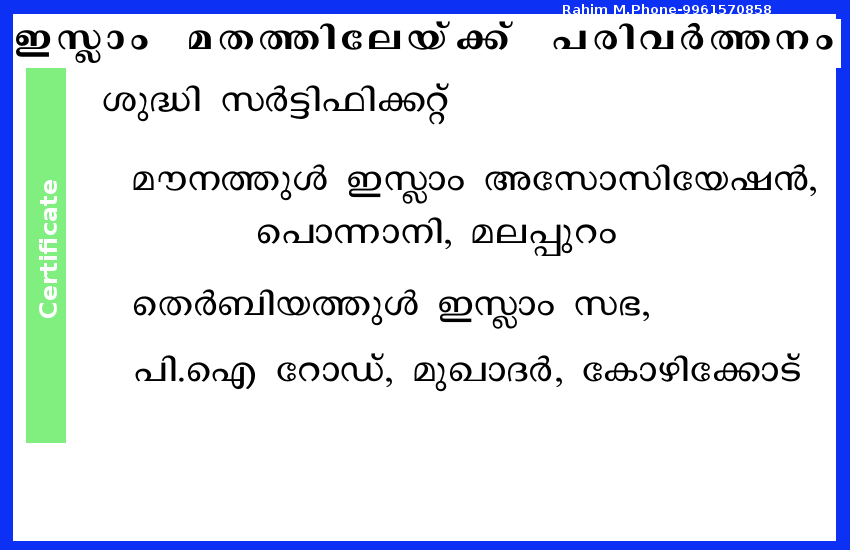 Rahim M.Phone-9961570858
ഇസ്ലാം മതത്തിലേയ്ക്ക് പരിവർത്തനം
ശുദ്ധി സർട്ടിഫിക്കറ്റ്
Certificate
മൗനത്തുൾ ഇസ്ലാം അസോസിയേഷൻ,
പൊന്നാനി, മലപ്പുറം
തെർബിയത്തുൾ ഇസ്ലാം സഭ,
പി.ഐ റോഡ്, മുഖാദർ, കോഴിക്കോട്